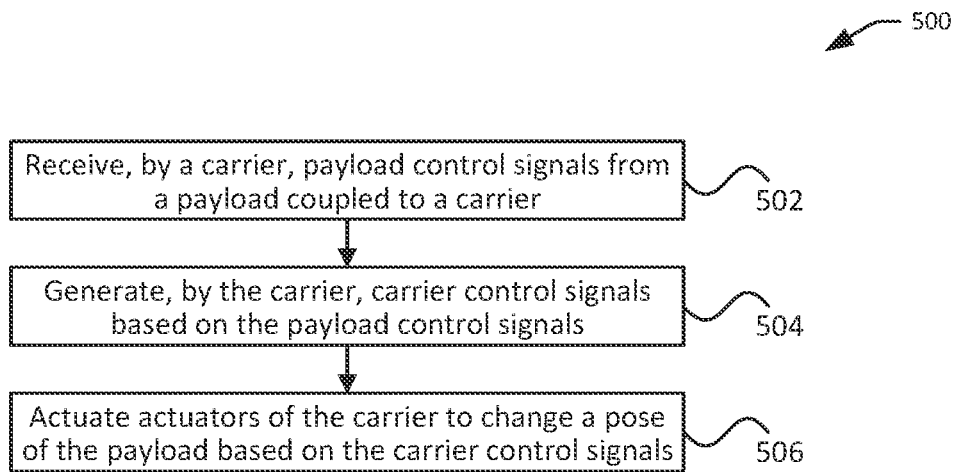 500
Receive, by a carrier, payload control signals from
a payload coupled to a carrier
502
Generate, by the carrier, carrier control signals
based on the payload control signals
504
Actuate actuators of the carrier to change a pose
of the payload based on the carrier control signals
506